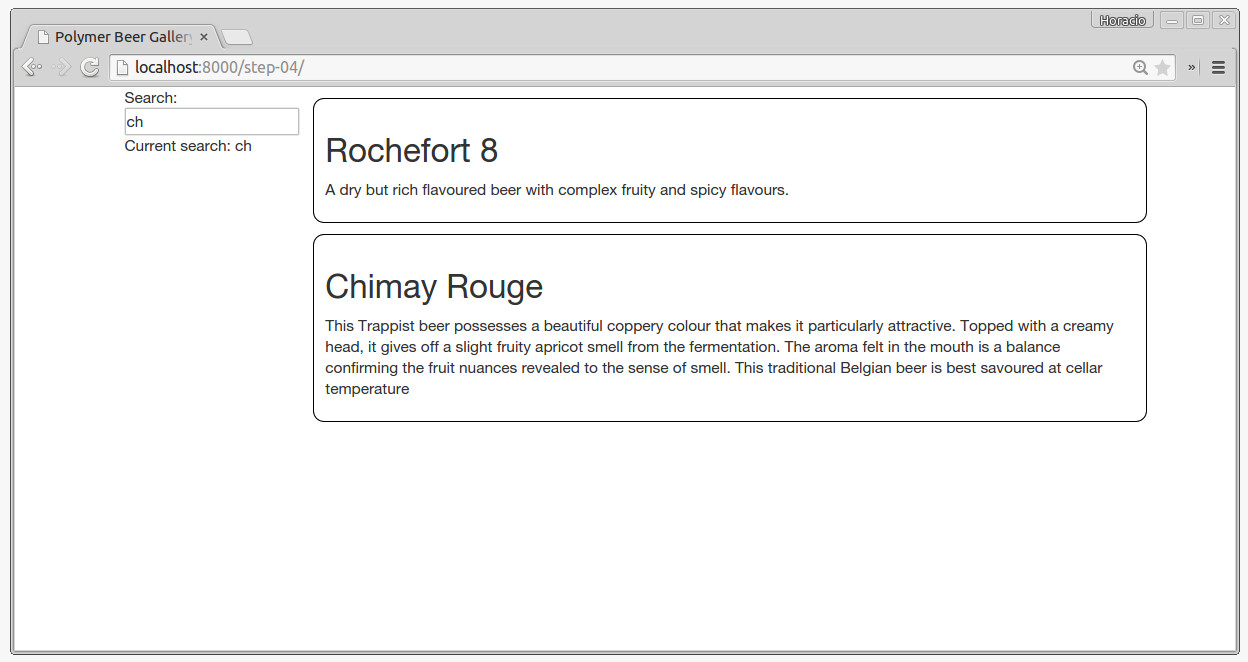 Horacio
Polymer Beer Gallery
localhost:8000/step-04/
Search:
ch
Current search: ch
Rochefort 8
A dry but rich flavoured beer with complex fruity and spicy flavours.
Chimay Rouge
This Trappist beer possesses a beautiful coppery colour that makes it particularly attractive. Topped with a creamy
head, it gives off a slight fruity apricot smell from the fermentation. The aroma felt in the mouth is a balance
confirming the fruit nuances revealed to the sense of smell. This traditional Belgian beer is best savoured at cellar
temperature